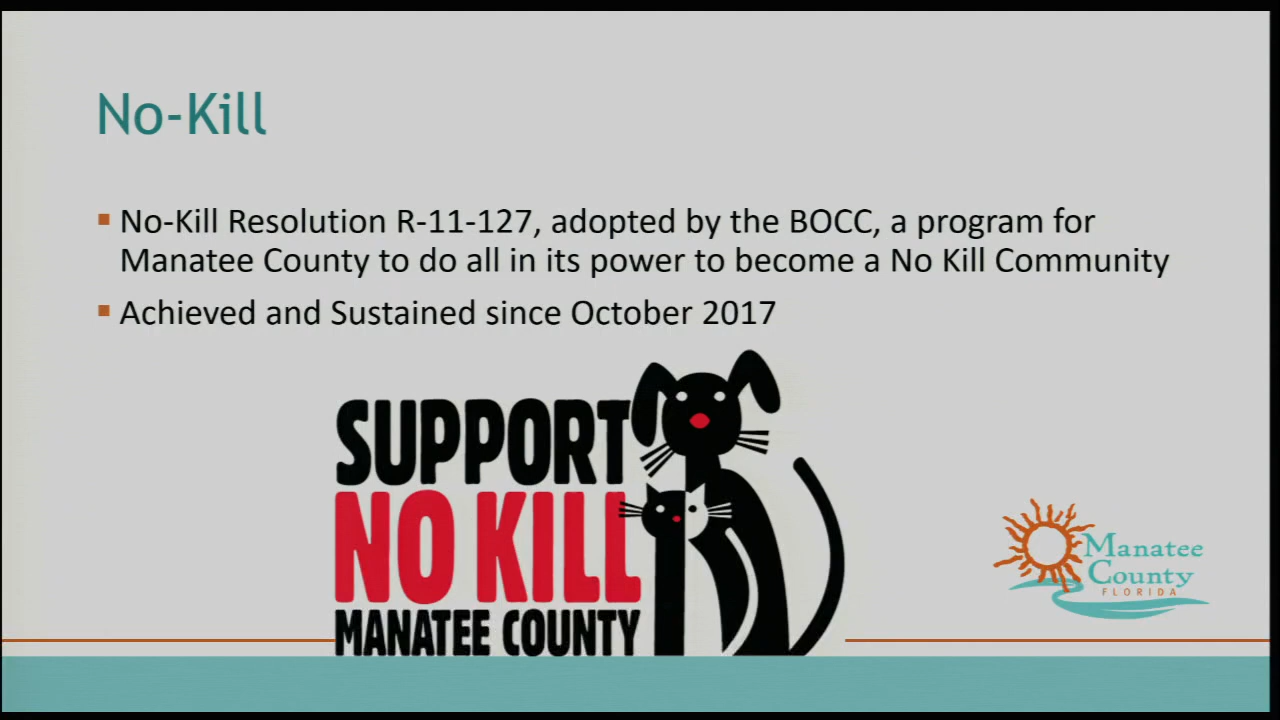 No-Kill
▪ No-Kill Resolution R-11-127, adopted by the BOCC, a program for
Manatee County to do all in its power to become a No Kill Community
▪ Achieved and Sustained since October 2017
SUPPORT
NO KILL
MANATEE COUNTY
Manatee
County
FLORIDA